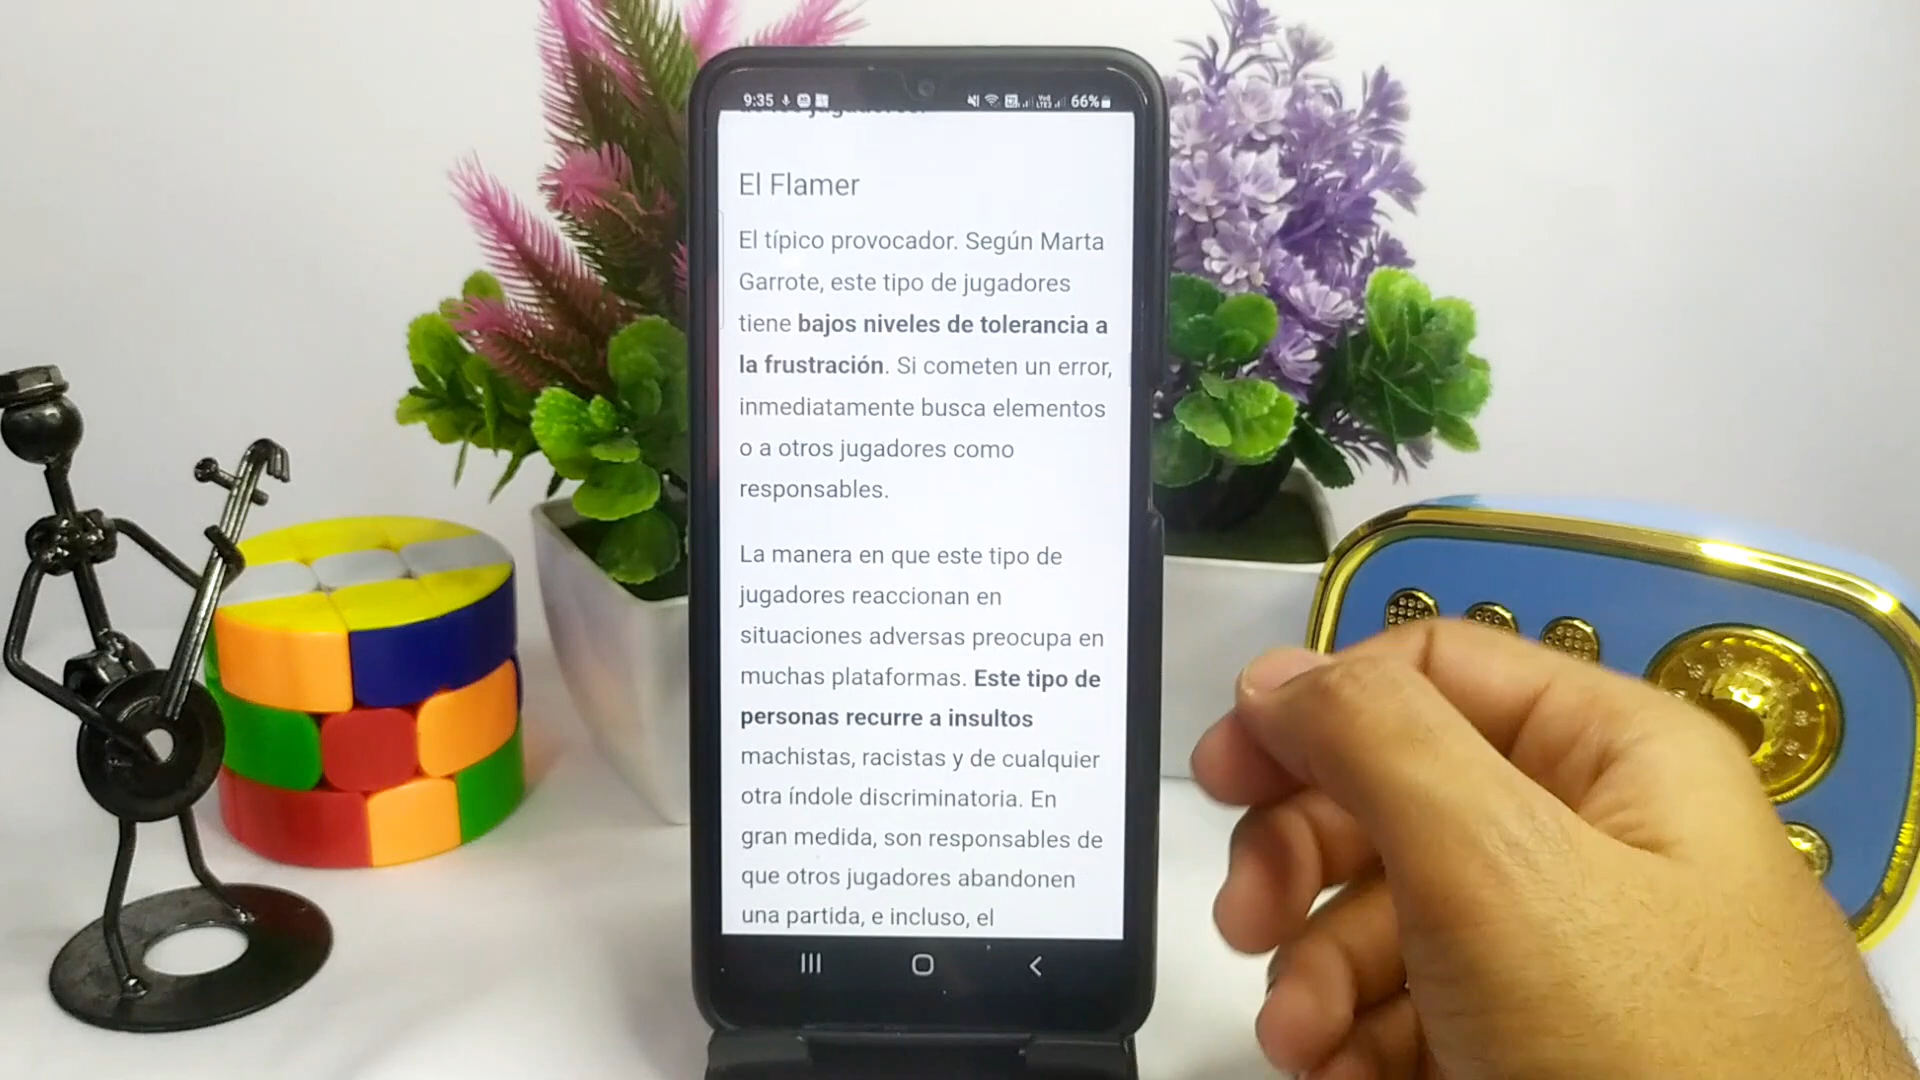 9:35
66%
El Flamer
El típico provocador. Según Marta
Garrote, este tipo de jugadores
tiene bajos niveles de tolerancia a
la frustración. Si cometen un error,
inmediatamente busca elementos
o a otros jugadores como
responsables.
La manera en que este tipo de
jugadores reaccionan en
situaciones adversas preocupa en
muchas plataformas. Este tipo de
personas recurre a insultos
machistas, racistas y de cualquier
otra índole discriminatoria. En
gran medida, son responsables de
que otros jugadores abandonen
una partida, e incluso, el